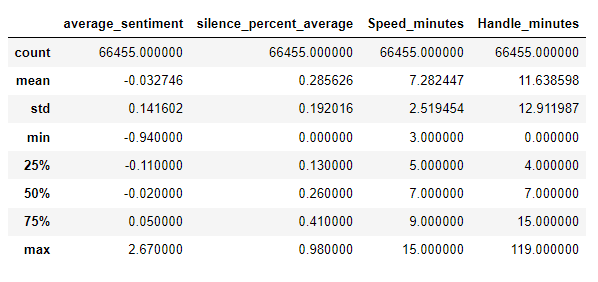 average_sentiment silence_percent_average Speed_minutes Handle_minutes
count 66455.000000 66455.000000 66455.000000 66455.000000
mean -0.032746 0.285626 7.282447 11.638598
std 0.141602 0.192016 2.519454 12.911987
min -0.940000 0.000000 3.000000 0.000000
25% -0.110000 0.130000 5.000000 4.000000
50% -0.020000 0.260000 7.000000 7.000000
75% 0.050000 0.410000 9.000000 15.000000
max 2.670000 0.980000 15.000000 119.000000